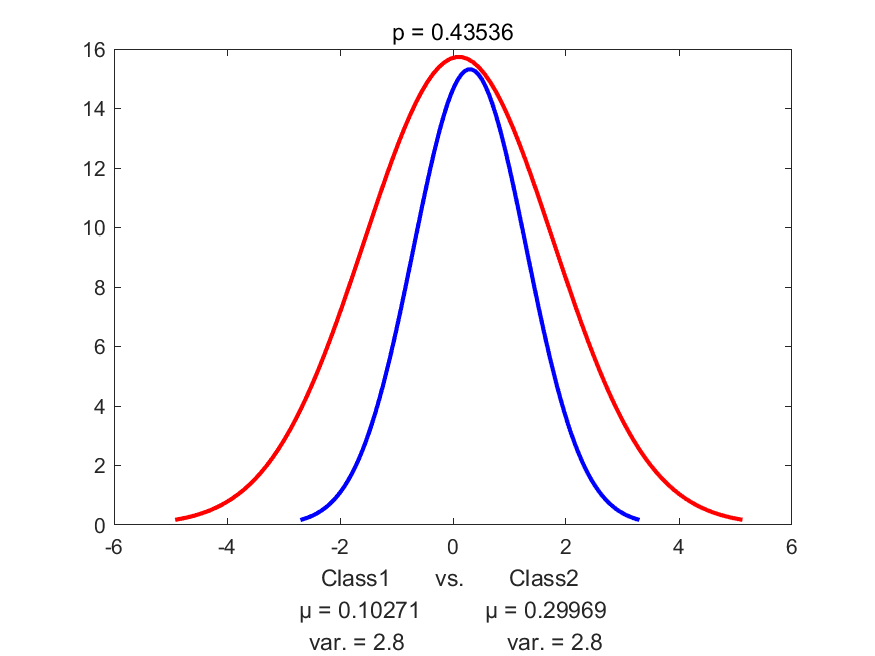 p = 0.43536
16
14
12
10
8
6
4
2
0
-6 -4 -2 0 2 4 6
Class1 vs. Class2
μ = 0.10271 μ = 0.29969
var. = 2.8 var. = 2.8